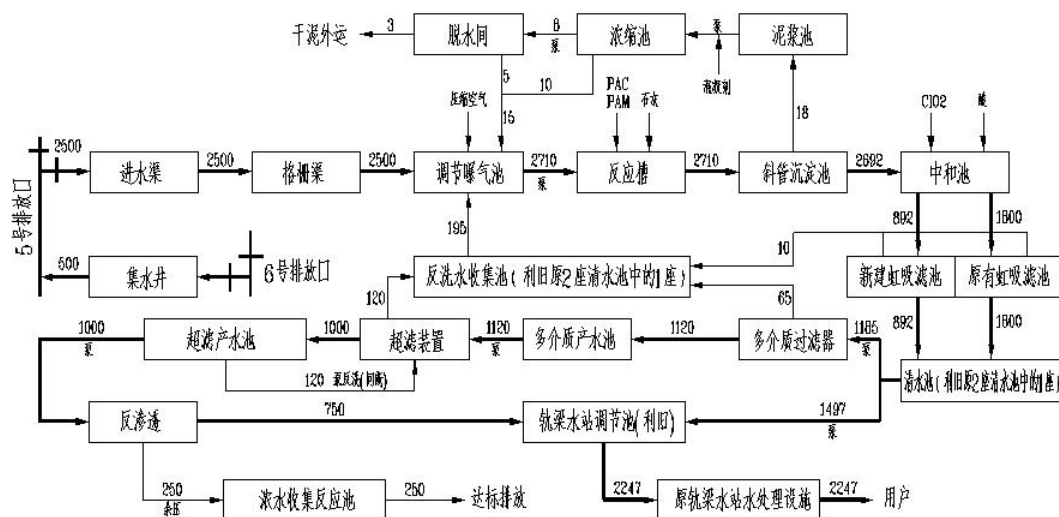 干泥外运
3
脱水间
8
泵
浓缩池
泵
泥浆池
5
10
混凝剂
压缩空气
15
PAC
PAM
石灰
18
ClO2
酸
5号排放口
2500
进水渠
2500
格栅渠
2500
调节曝气池
2710
泵
反应槽
2710
斜管沉淀池
2692
中和池
195
892
1800
10
500
集水井
6号排放口
反洗水收集池(利旧原2座清水池中的1座)
新建虹吸滤池
原有虹吸滤池
120
65
1000
泵
超滤产水池
1000
超滤装置
1120
泵
多介质产水池
1120
多介质过滤器
1185
泵
892
1800
120 泵反洗(间断)
清水池(利旧原2座清水池中的1座)
反渗透
750
轨梁水站调节池(利旧)
1497
泵
250
余压
浓水收集反应池
250
达标排放
2247
原轨梁水站水处理设施
2247
用户